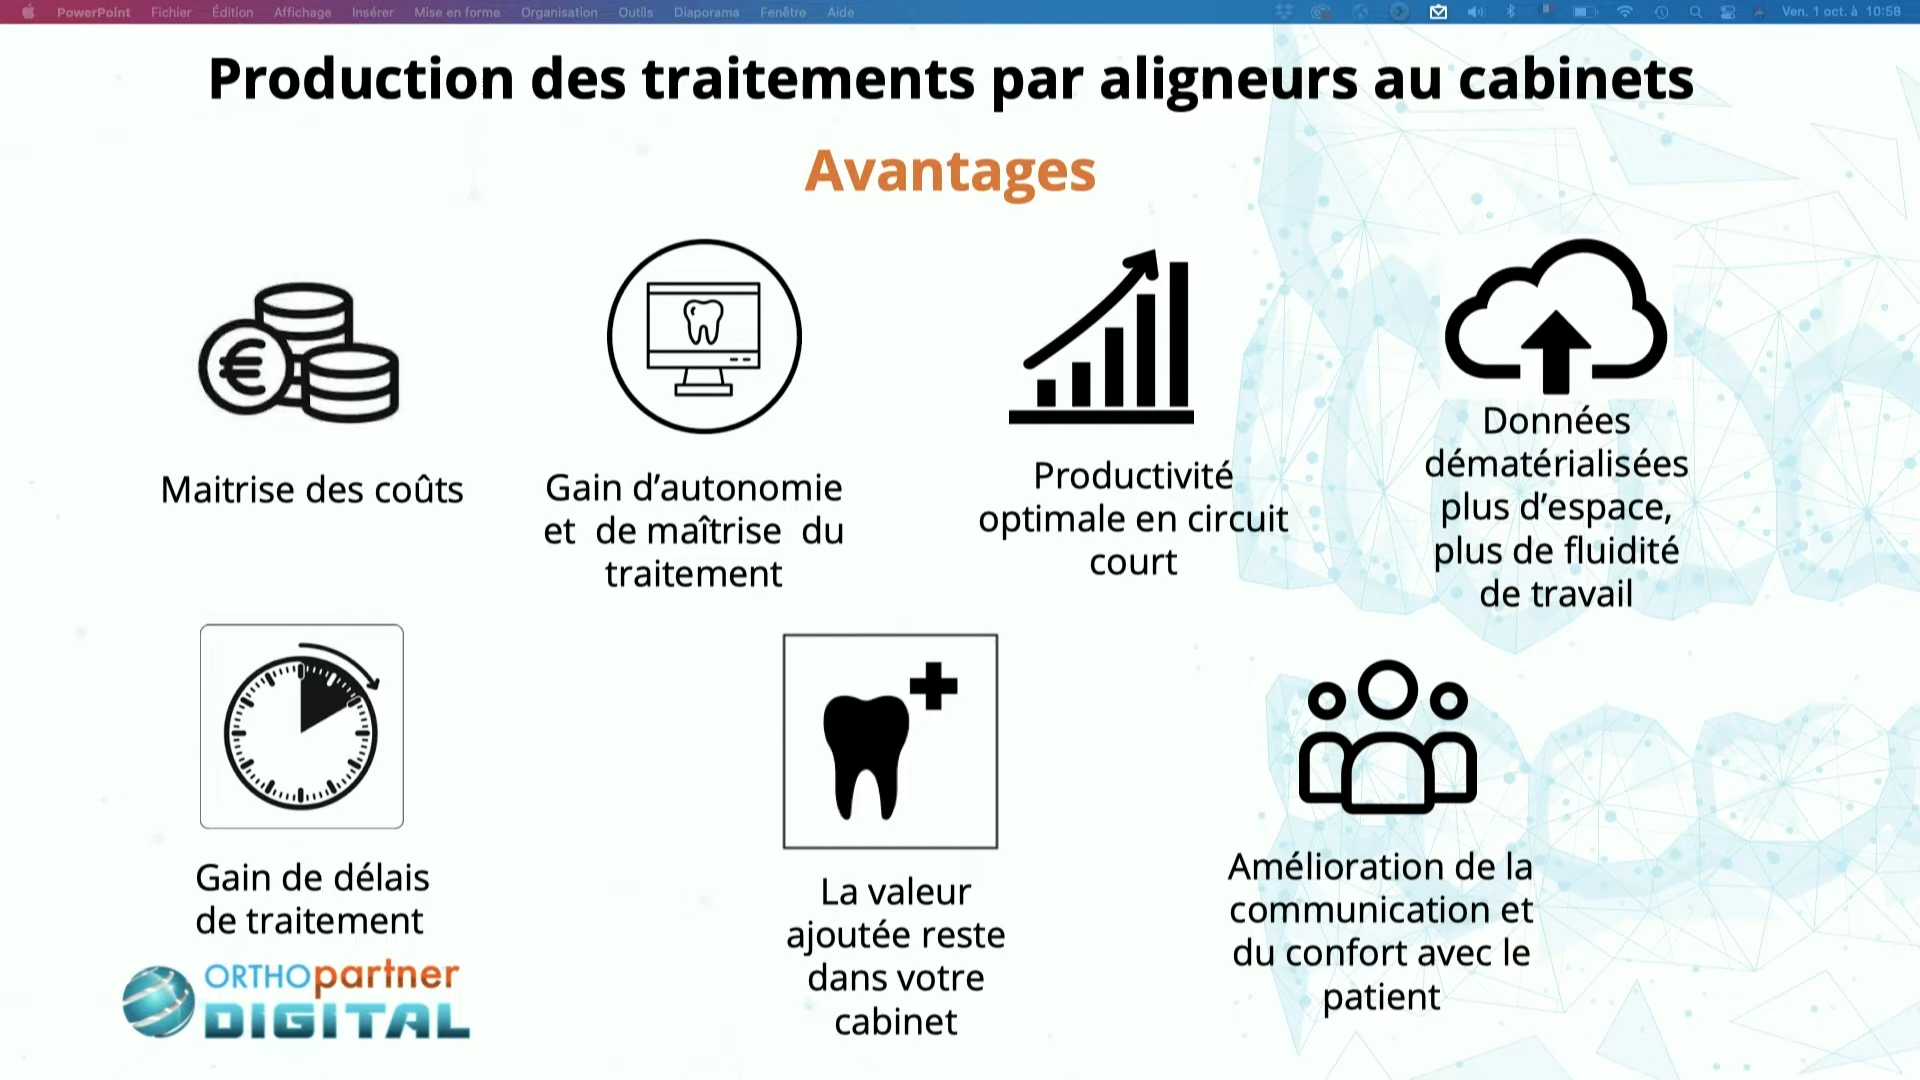 PowerPoint Fichier Édition Affichage Insérer Mise en forme Organisation Outils Diaporama Fenêtre Aide Ven. 1 oct. à 10:58
Production des traitements par aligneurs au cabinets
Avantages
€
Maitrise des coûts
Gain d’autonomie
et de maîtrise du
traitement
Productivité
optimale en circuit
court
Données
dématérialisées
plus d’espace,
plus de fluidité
de travail
Gain de délais
de traitement
La valeur
ajoutée reste
dans votre
cabinet
Amélioration de la
communication et
du confort avec le
patient
ORTHOpartner
DIGITAL